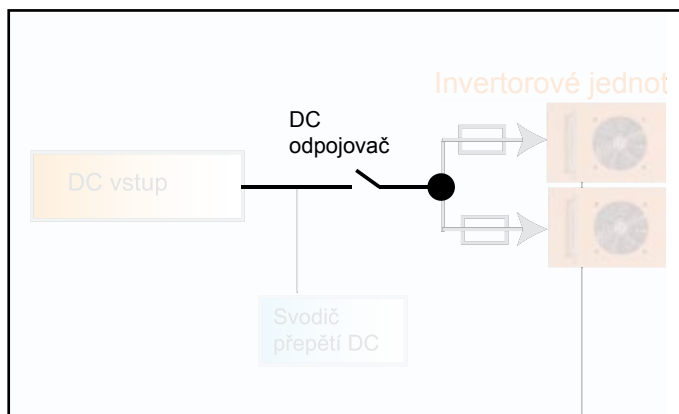 Invertorové jednot
DC
odpojovač
DC vstup
Svodič
přepětí DC